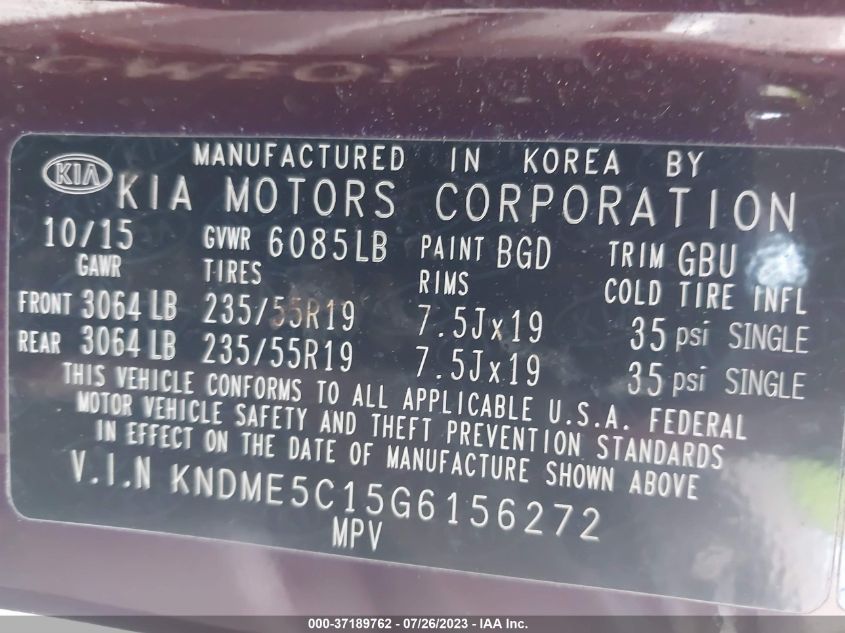 MANUFACTURED IN KOREA BY
KIA KIA MOTORS CORPORATION
10/15 GVWR 6085LB PAINT BGD TRIM GBU
GAWR TIRES RIMS COLD TIRE INFL
FRONT 3064 LB 235/55R19 7.5Jx19 35 psi SINGLE
REAR 3064 LB 235/55R19 7.5Jx19 35 psi SINGLE
THIS VEHICLE CONFORMS TO ALL APPLICABLE U.S.A. FEDERAL
MOTOR VEHICLE SAFETY AND THEFT PREVENTION STANDARDS
IN EFFECT ON THE DATE OF MANUFACTURE SHOWN ABOVE
V.I.N KNDME5C15G6156272
MPV
000-37189762 - 07/26/2023 - IAA Inc.